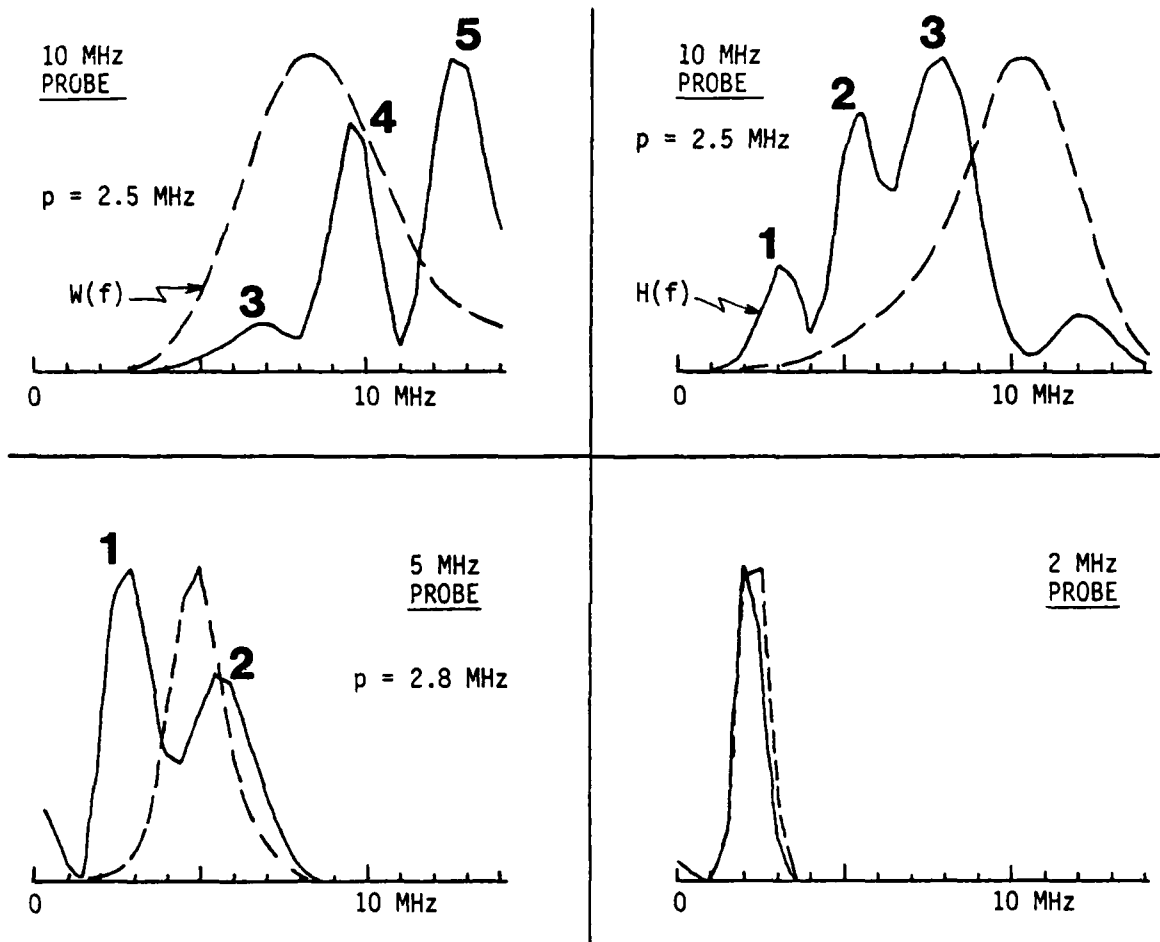 10 MHz
PROBE
p = 2.5 MHz
W(f)
3
4
5
0
10 MHz
10 MHz
PROBE
p = 2.5 MHz
H(f)
1
2
3
0
10 MHz
1
2
5 MHz
PROBE
p = 2.8 MHz
0
10 MHz
2 MHz
PROBE
0
10 MHz